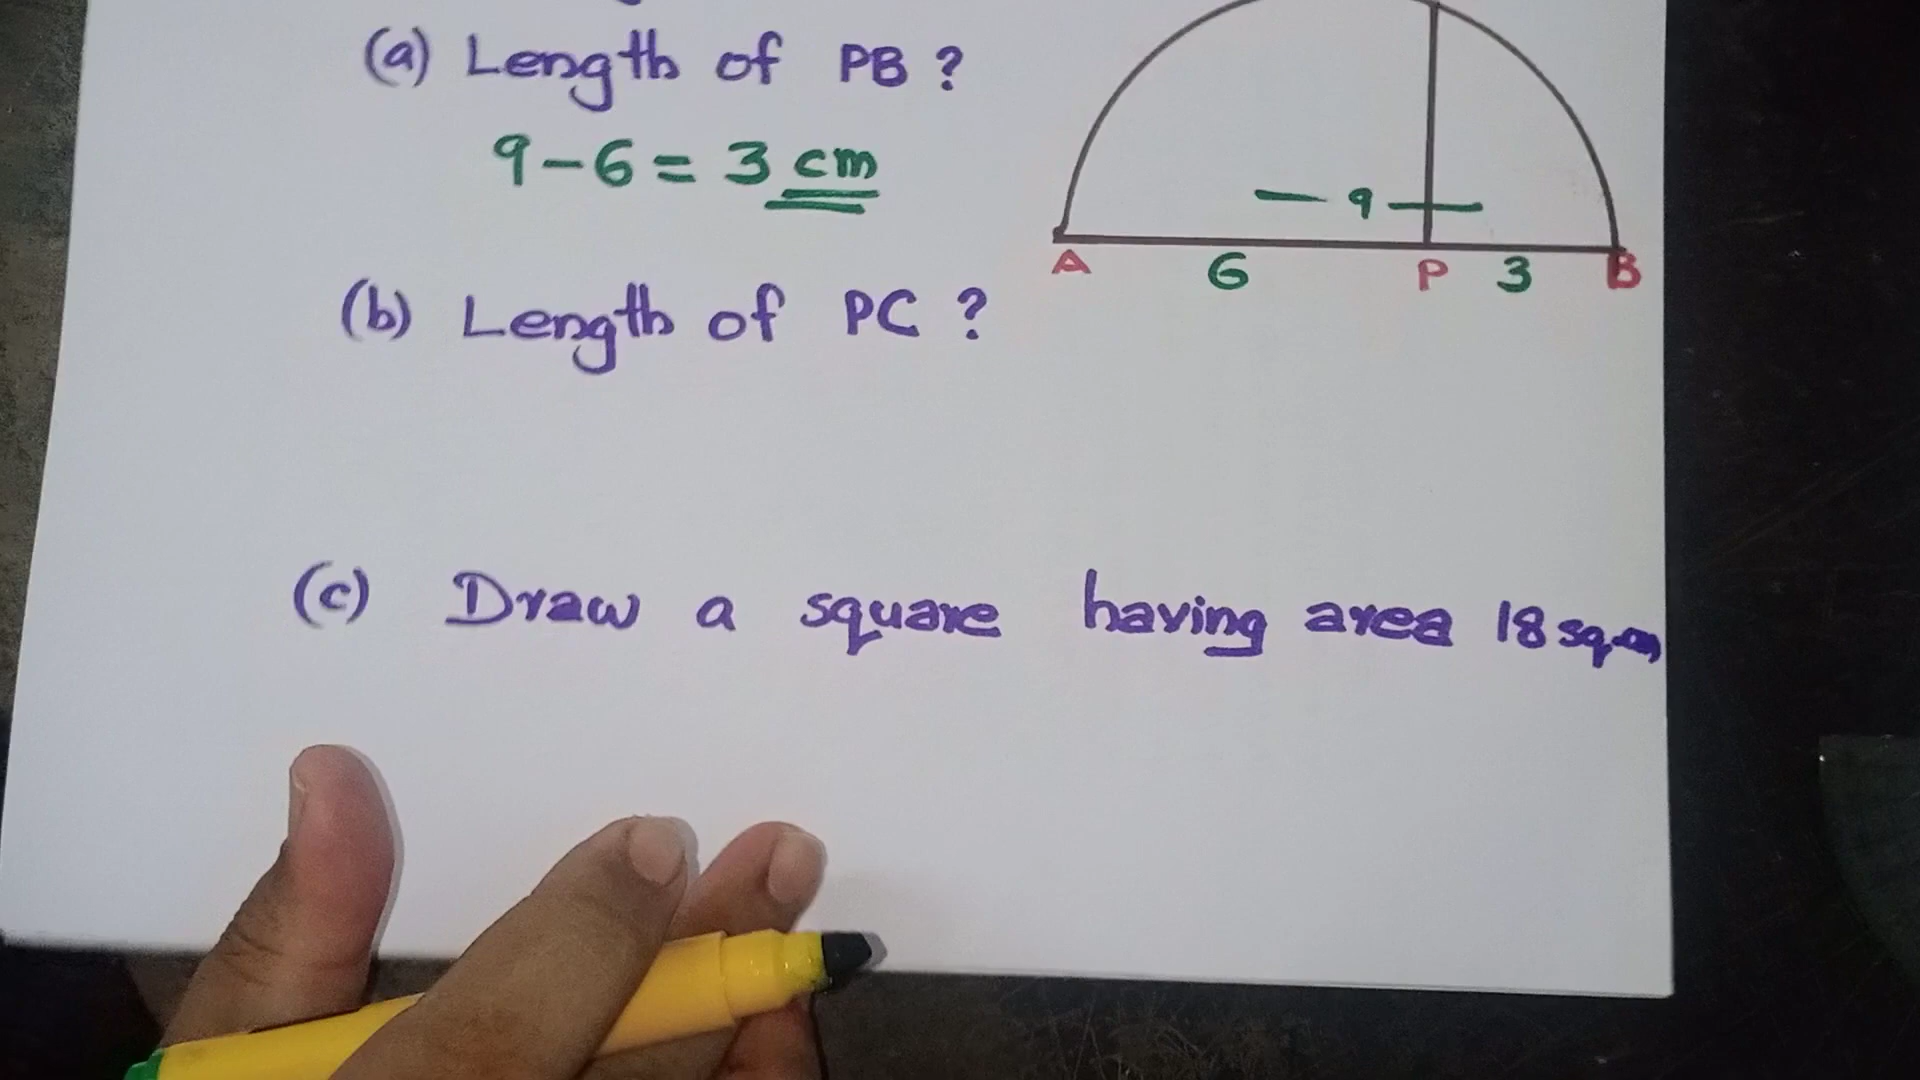 (a) Length of PB ?
9 - 6 = 3 cm
9
A 6 P 3 B
(b) Length of PC ?
(c) Draw a square having area 18 sq.cm